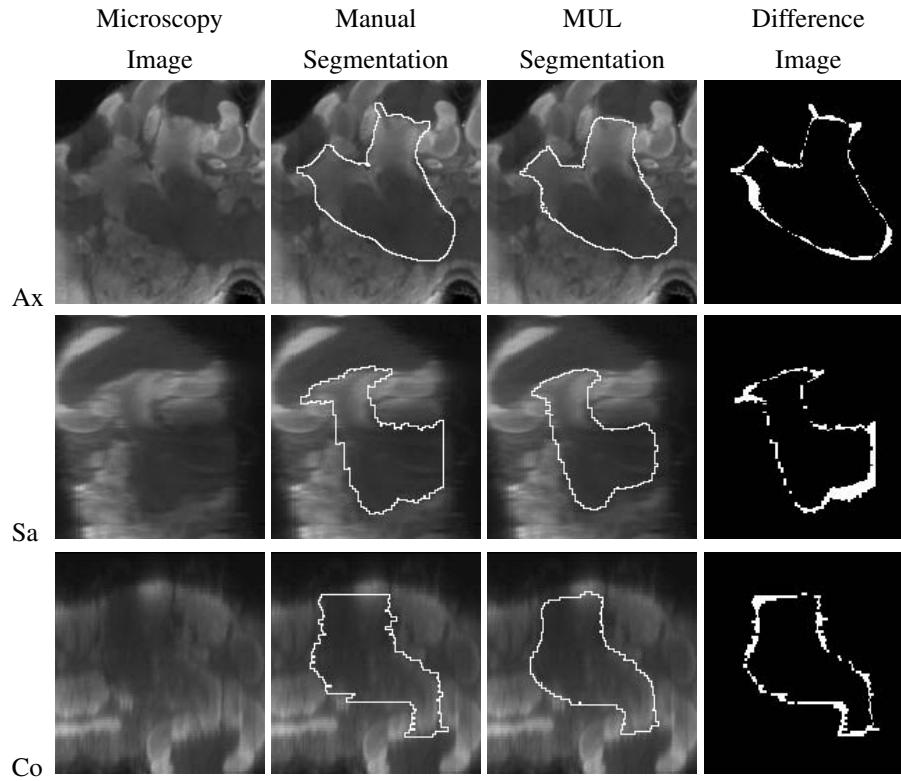 Microscopy Manual MUL Difference
Image Segmentation Segmentation Image
Ax
Sa
Co